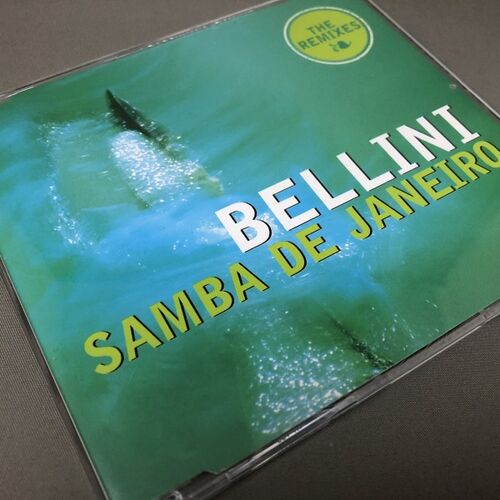 THE
REMIXES
BELLINI
SAMBA DE JANEIRO